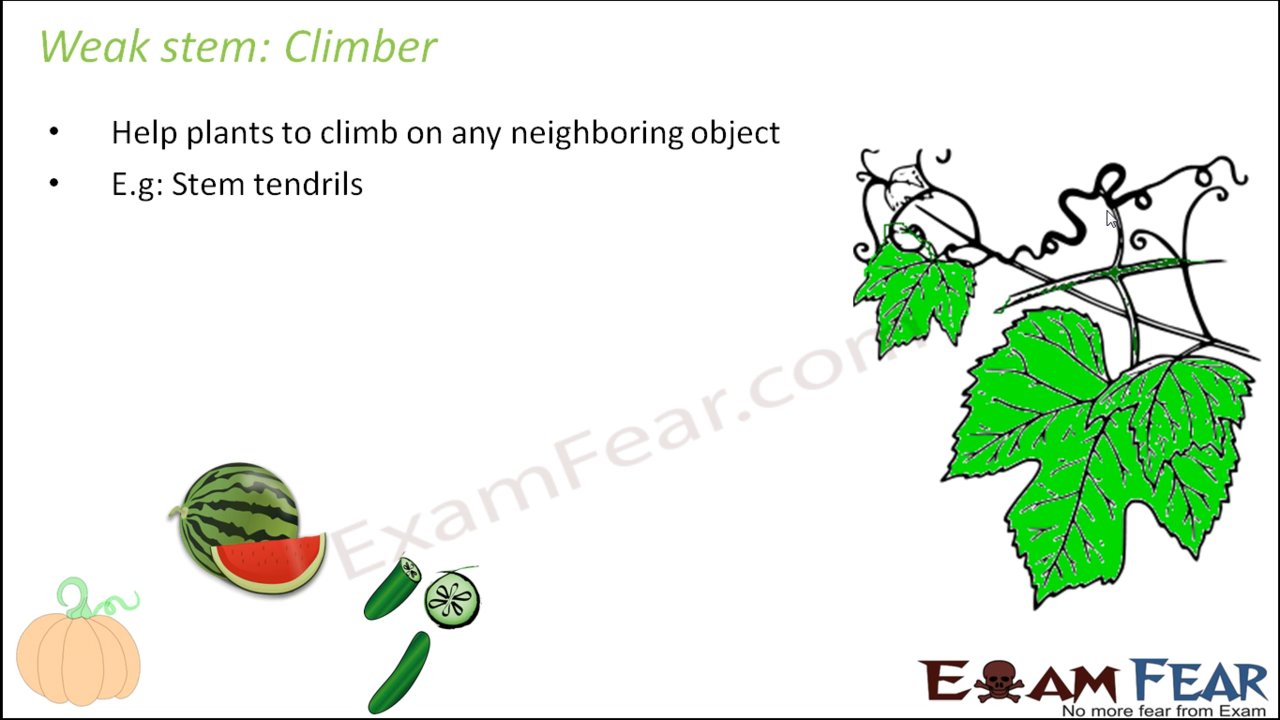 Weak stem: Climber
• Help plants to climb on any neighboring object
• E.g: Stem tendrils
ExamFear.com
EXAM FEAR
No more fear from Exam